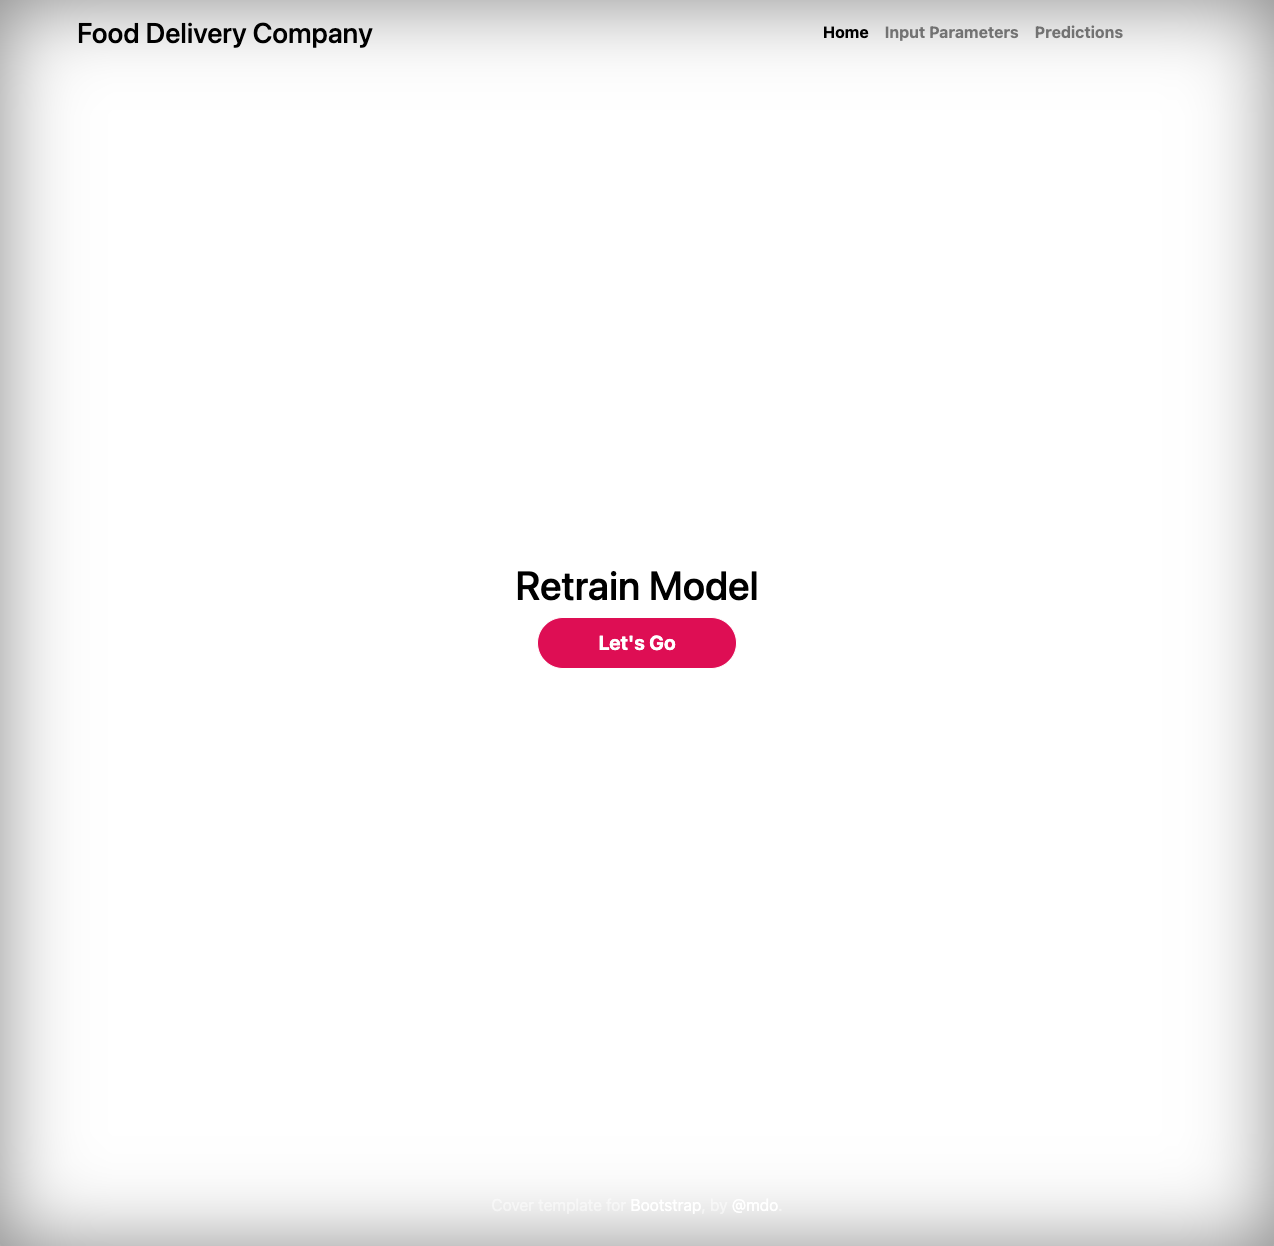 Food Delivery Company
Home Input Parameters Predictions
Retrain Model
Let's Go
Cover template for Bootstrap, by @mdo.